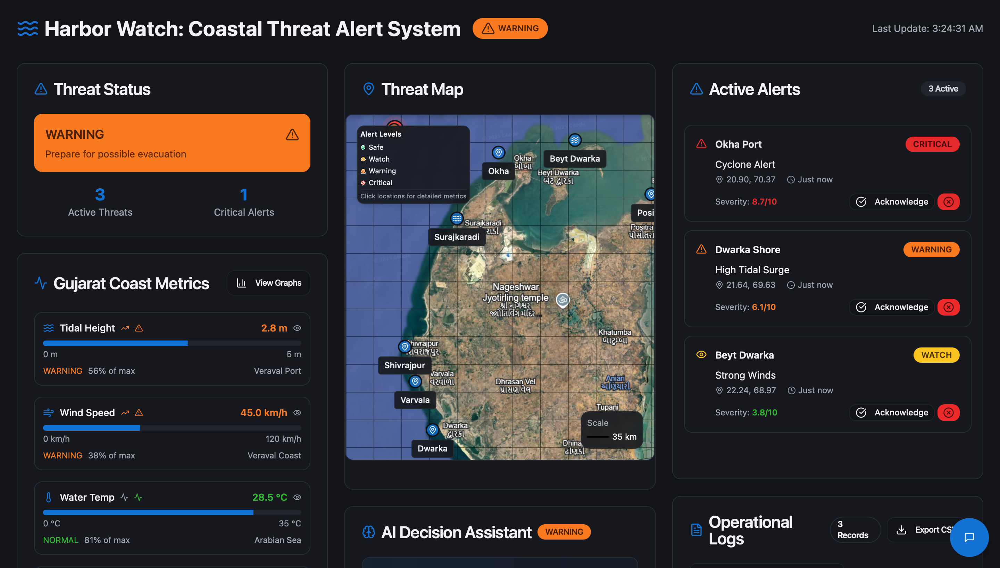 Harbor Watch: Coastal Threat Alert System
WARNING
Last Update: 3:24:31 AM
Threat Status
WARNING
Prepare for possible evacuation
3
Active Threats
1
Critical Alerts
Gujarat Coast Metrics
View Graphs
Tidal Height
2.8 m
0 m
5 m
WARNING 56% of max
Veraval Port
Wind Speed
45.0 km/h
0 km/h
120 km/h
WARNING 38% of max
Veraval Coast
Water Temp
28.5 °C
0 °C
35 °C
NORMAL 81% of max
Arabian Sea
Threat Map
© 2025 Google
© 2025 Google
Alert Levels
Safe
Watch
Warning
Critical
Click locations for detailed metrics
Okha
Okha
Beyt Dwarka
Beyt Dwarka
બેટ દ્વારકા
Posi
Positra
પોસીતરા
Surajkaradi
Surajkaradi
© 2025 Google
Nageshwar
Jyotirling temple
શ્રી નાગેશ્વર
જ્યોતિર્લિંગ મંદિર...
Khatumba
ખાટુમ્બા
Shivrajpur
Varvala
વરવાળા
Varvala
Dhrasan Vel
ધ્રાસણ વેલ
Aniari
અણિયારી
Tupani
Dwarka
દ્વારકા
Dwarka
Scale
35 km
Dhina
ઢીણકી
Active Alerts
3 Active
Okha Port
CRITICAL
Cyclone Alert
20.90, 70.37 Just now
Severity: 8.7/10
Acknowledge
Dwarka Shore
WARNING
High Tidal Surge
21.64, 69.63 Just now
Severity: 6.1/10
Acknowledge
Beyt Dwarka
WATCH
Strong Winds
22.24, 68.97 Just now
Severity: 3.8/10
Acknowledge
AI Decision Assistant
WARNING
Operational
Logs
3
Records
Export CSV